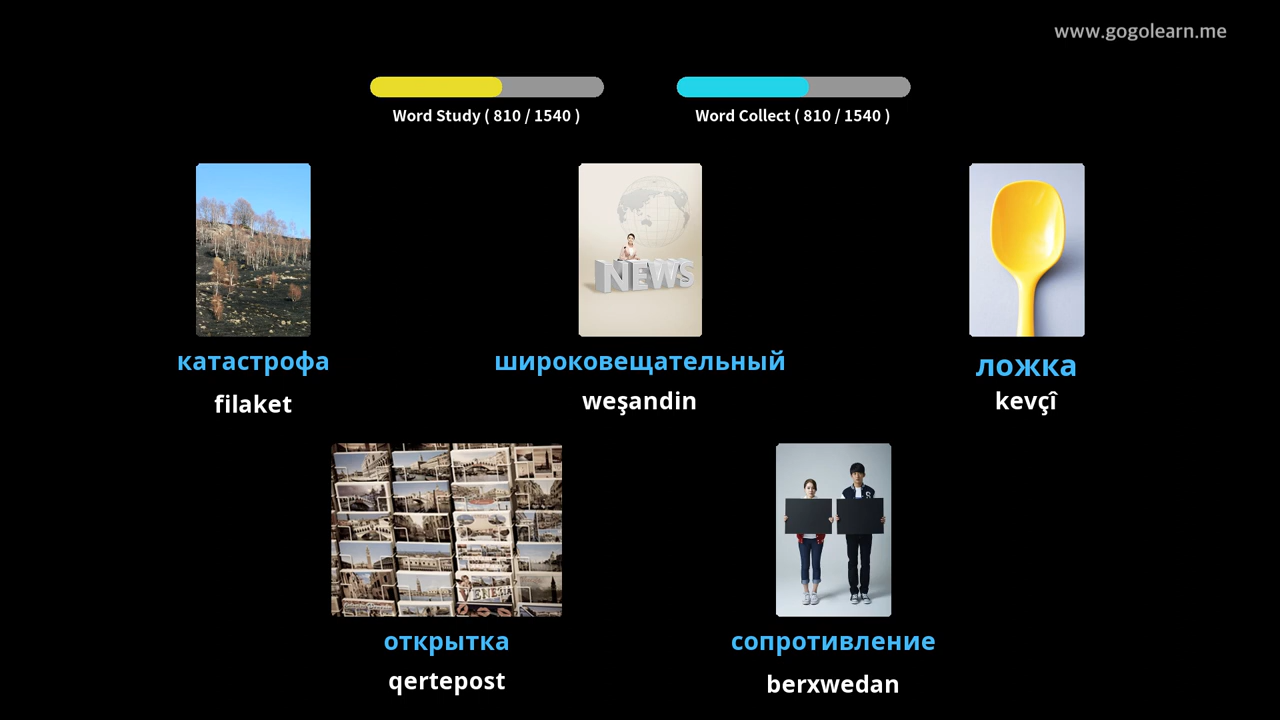 www.gogolearn.me
Word Study ( 810 / 1540 )
Word Collect ( 810 / 1540 )
NEWS
катастрофа
широковещательный
ложка
filaket
weşandin
kevçî
открытка
сопротивление
qertepost
berxwedan